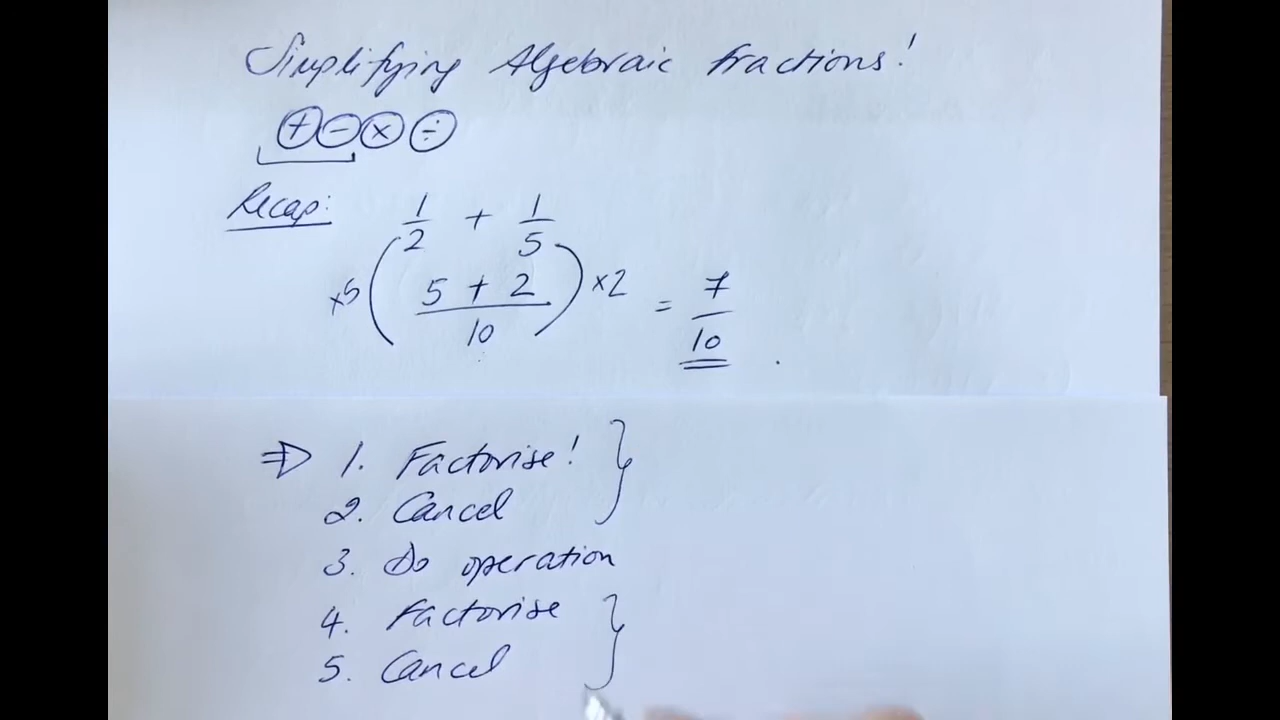 Simplifying Algebraic Fractions!
+ - × ÷
Recap: 1/2 + 1/5
×5 ( (5 + 2)/10 ) ×2 = 7/10
⇒ 1. Factorise!
2. Cancel
3. Do operation
4. Factorise
5. Cancel